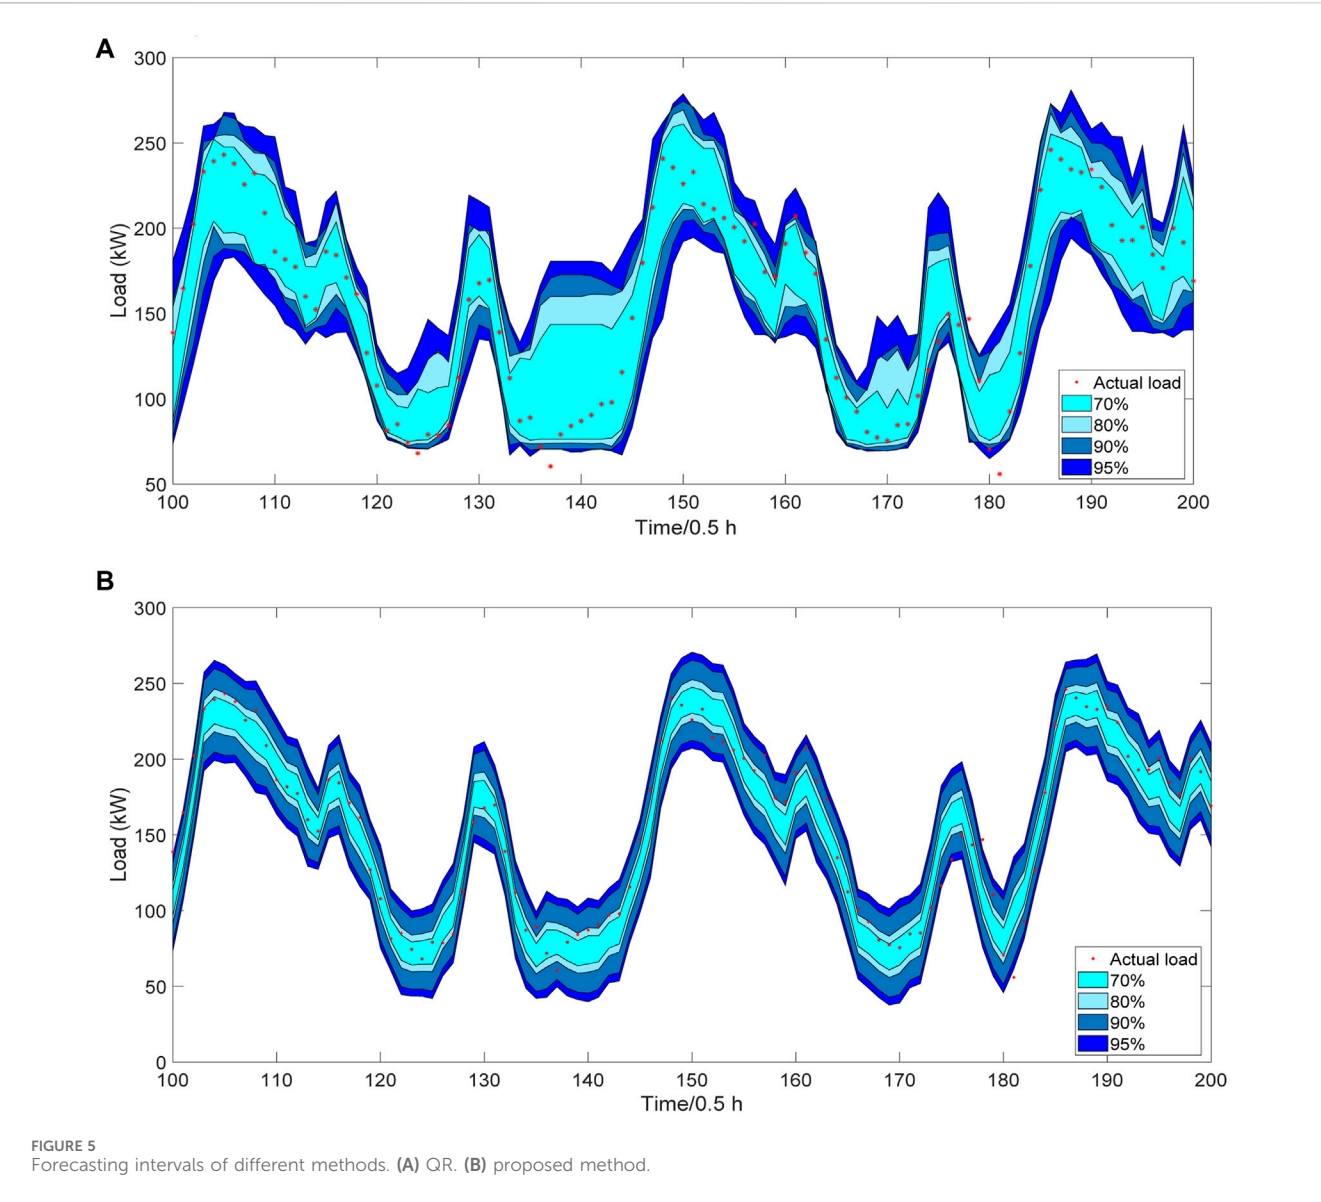 A
300
250
200
150
100
50
Load (kW)
100 110 120 130 140 150 160 170 180 190 200
Time/0.5 h
Actual load
70%
80%
90%
95%
B
300
250
200
150
100
50
0
Load (kW)
100 110 120 130 140 150 160 170 180 190 200
Time/0.5 h
Actual load
70%
80%
90%
95%
FIGURE 5
Forecasting intervals of different methods. (A) QR. (B) proposed method.